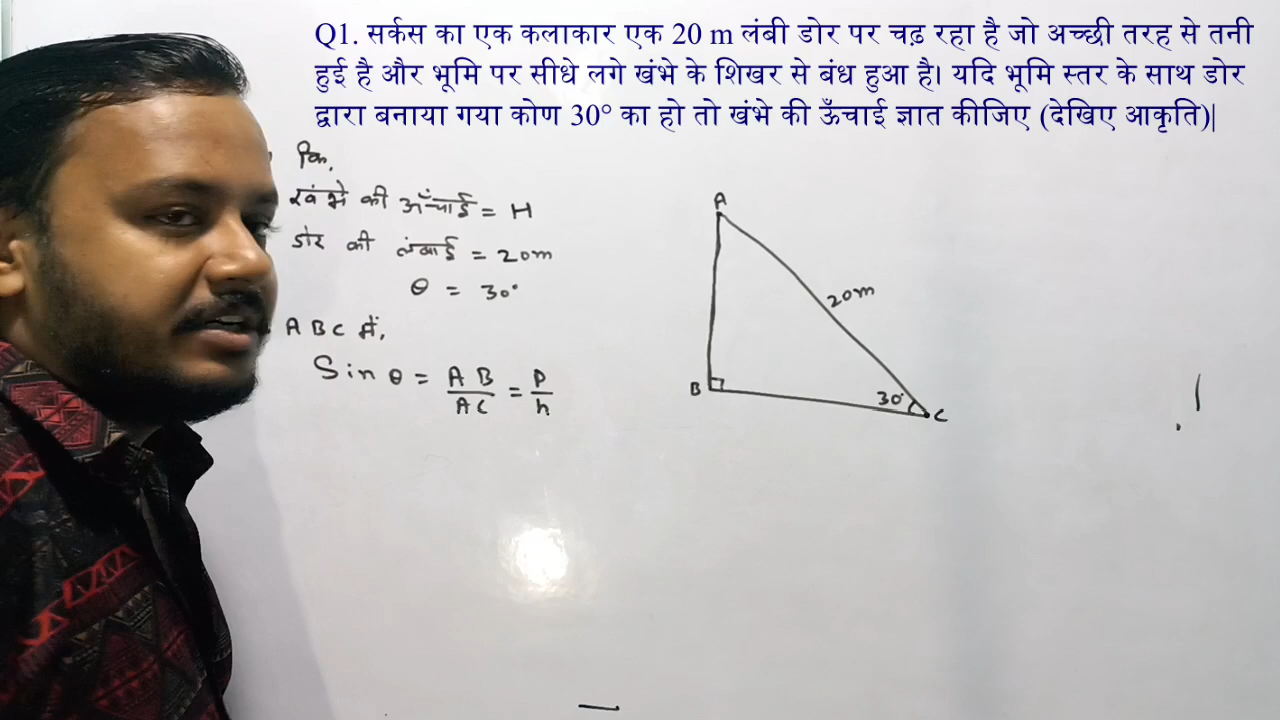 Q1. सर्कस का एक कलाकार एक 20 m लंबी डोर पर चढ़ रहा है जो अच्छी तरह से तनी
हुई है और भूमि पर सीधे लगे खंभे के शिखर से बंध हुआ है। यदि भूमि स्तर के साथ डोर
द्वारा बनाया गया कोण 30° का हो तो खंभे की ऊँचाई ज्ञात कीजिए (देखिए आकृति)|
कि,
खंभे की ऊँचाई = H
डोर की लंबाई = 20m
θ = 30°
ABC में,
Sin θ = AB/AC = P/h
A
20m
B
30°
C